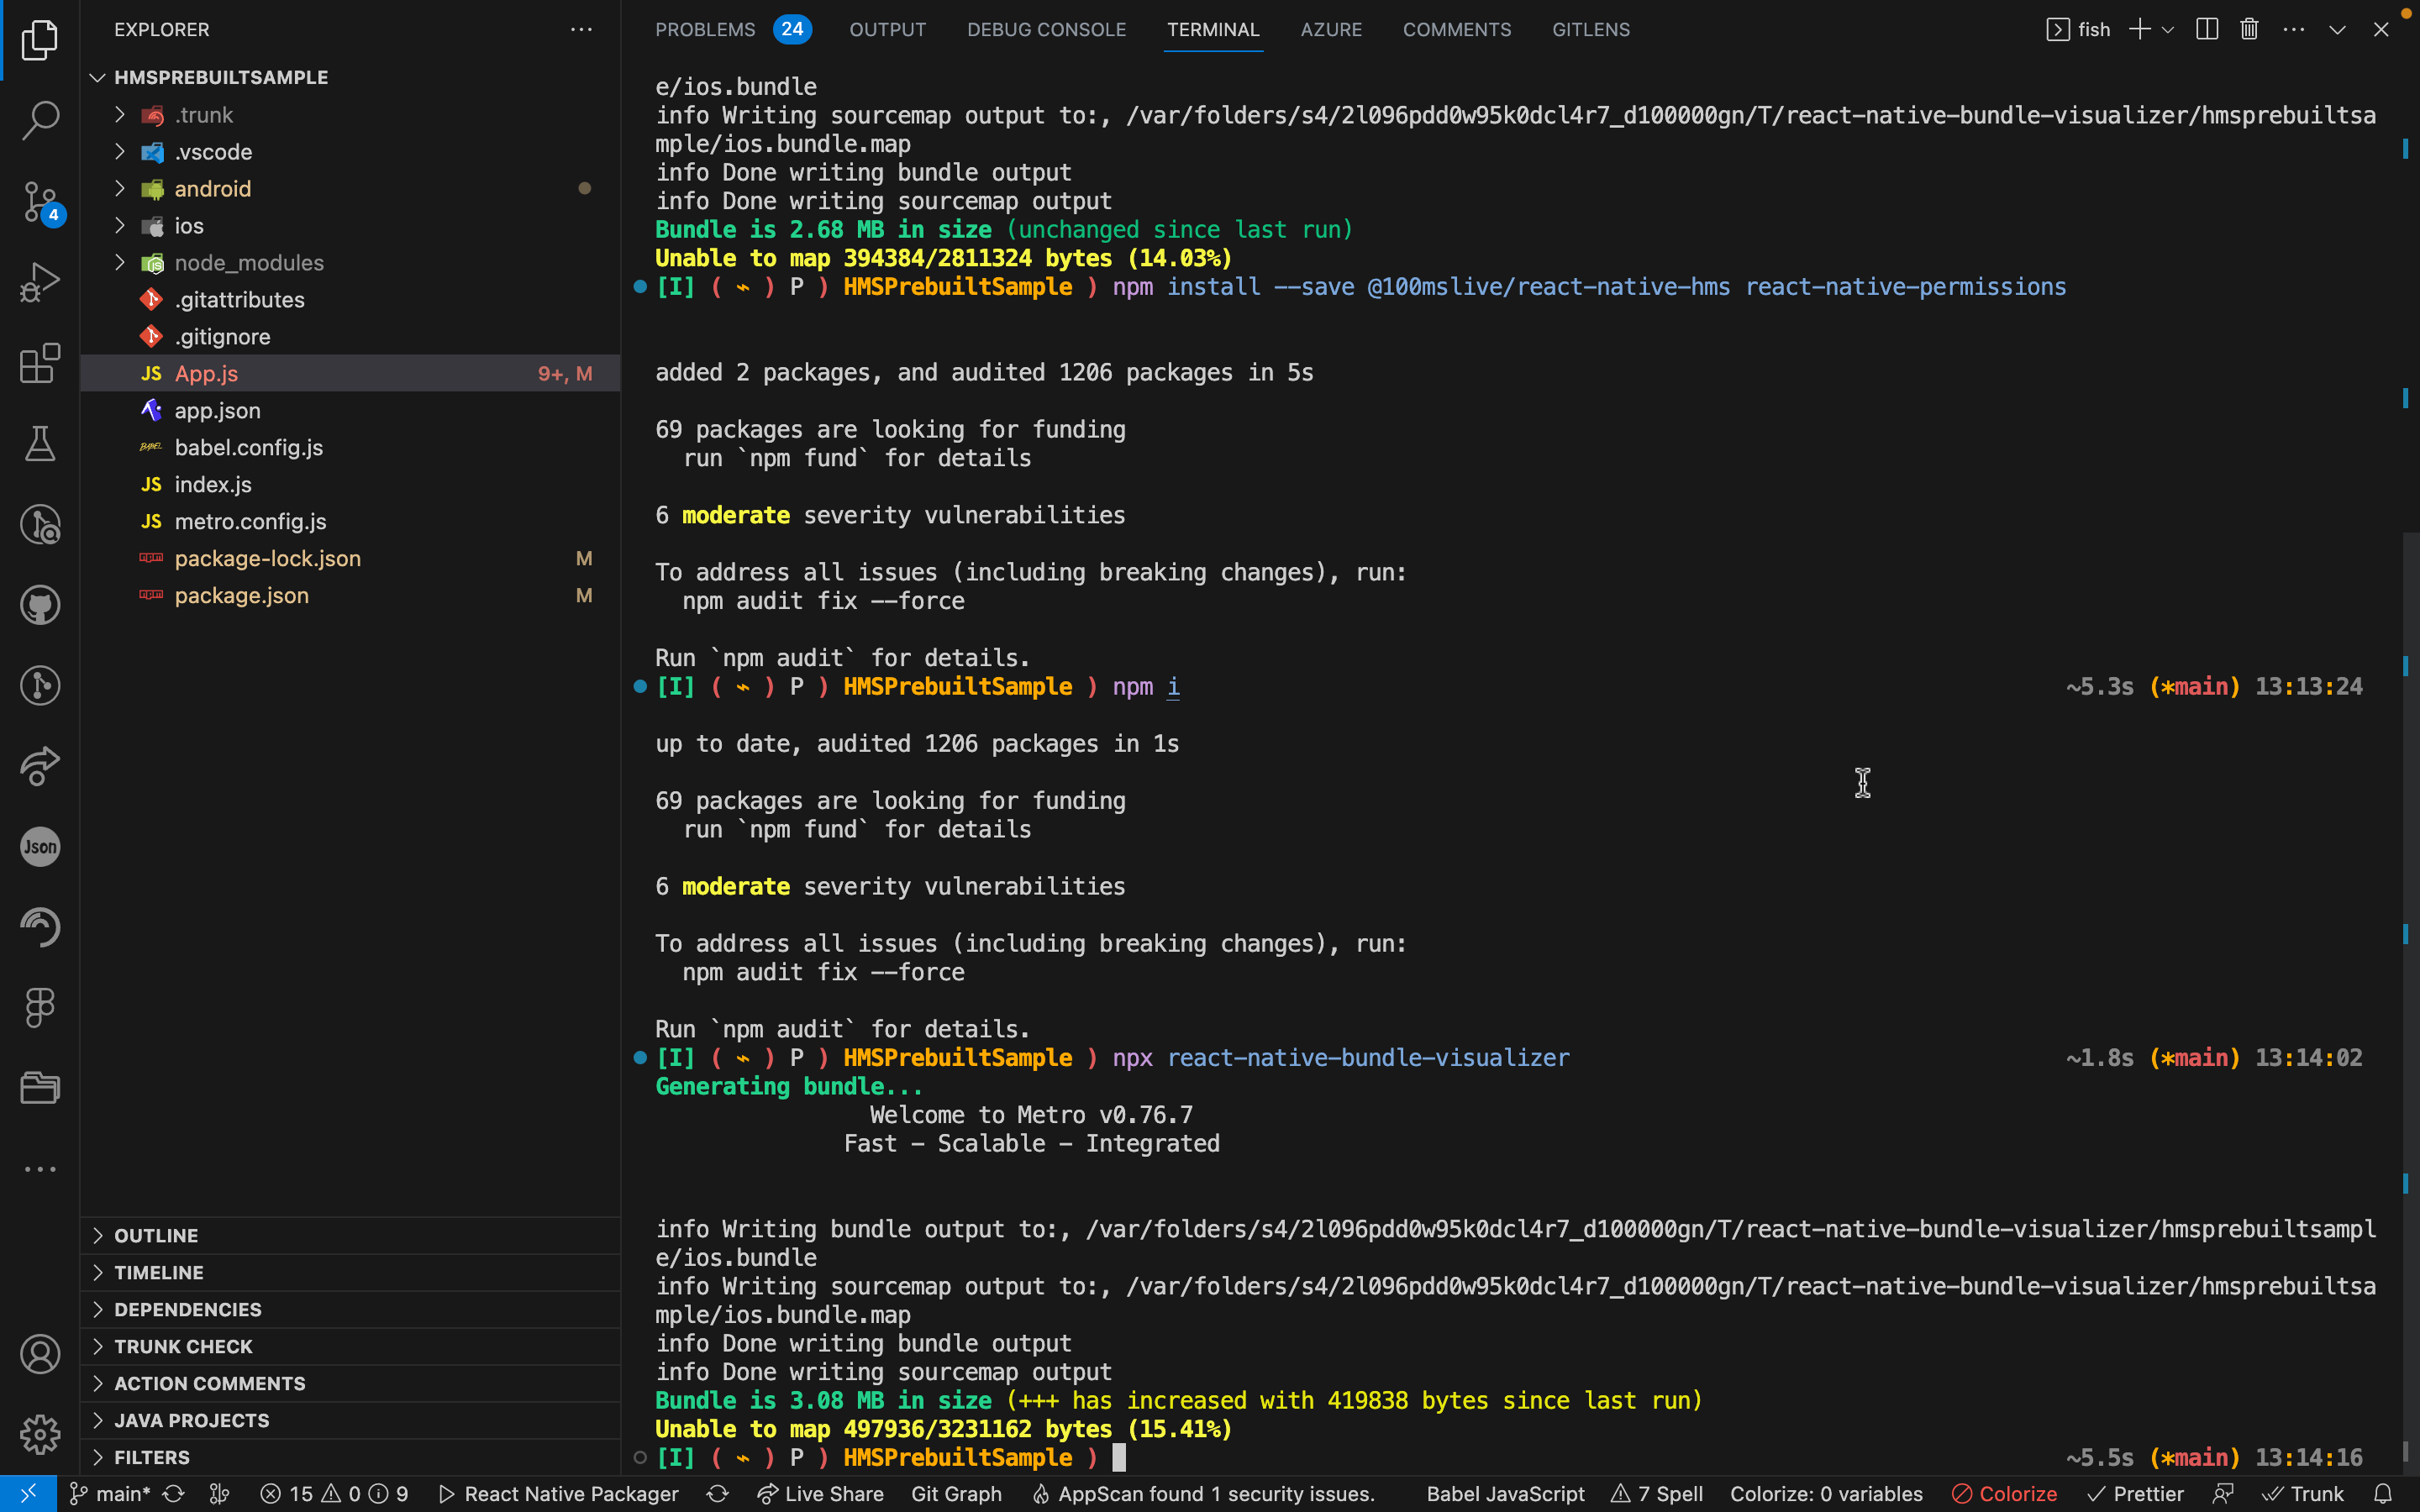 EXPLORER
HMSPREBUILTSAMPLE
.trunk
.vscode
android
ios
node_modules
.gitattributes
.gitignore
JS App.js 9+, M
app.json
BABEL babel.config.js
JS index.js
JS metro.config.js
npm package-lock.json M
npm package.json M
OUTLINE
TIMELINE
DEPENDENCIES
TRUNK CHECK
ACTION COMMENTS
JAVA PROJECTS
FILTERS
4
Json
PROBLEMS 24 OUTPUT DEBUG CONSOLE TERMINAL AZURE COMMENTS GITLENS fish
e/ios.bundle
info Writing sourcemap output to:, /var/folders/s4/2l096pdd0w95k0dcl4r7_d100000gn/T/react-native-bundle-visualizer/hmsprebuiltsa
mple/ios.bundle.map
info Done writing bundle output
info Done writing sourcemap output
Bundle is 2.68 MB in size (unchanged since last run)
Unable to map 394384/2811324 bytes (14.03%)
[I] ( ⌁ ) P ) HMSPrebuiltSample ) npm install --save @100mslive/react-native-hms react-native-permissions
added 2 packages, and audited 1206 packages in 5s
69 packages are looking for funding
run `npm fund` for details
6 moderate severity vulnerabilities
To address all issues (including breaking changes), run:
npm audit fix --force
Run `npm audit` for details.
[I] ( ⌁ ) P ) HMSPrebuiltSample ) npm i ~5.3s (*main) 13:13:24
up to date, audited 1206 packages in 1s
69 packages are looking for funding
run `npm fund` for details
6 moderate severity vulnerabilities
To address all issues (including breaking changes), run:
npm audit fix --force
Run `npm audit` for details.
[I] ( ⌁ ) P ) HMSPrebuiltSample ) npx react-native-bundle-visualizer ~1.8s (*main) 13:14:02
Generating bundle...
Welcome to Metro v0.76.7
Fast - Scalable - Integrated
info Writing bundle output to:, /var/folders/s4/2l096pdd0w95k0dcl4r7_d100000gn/T/react-native-bundle-visualizer/hmsprebuiltsampl
e/ios.bundle
info Writing sourcemap output to:, /var/folders/s4/2l096pdd0w95k0dcl4r7_d100000gn/T/react-native-bundle-visualizer/hmsprebuiltsa
mple/ios.bundle.map
info Done writing bundle output
info Done writing sourcemap output
Bundle is 3.08 MB in size (+++ has increased with 419838 bytes since last run)
Unable to map 497936/3231162 bytes (15.41%)
[I] ( ⌁ ) P ) HMSPrebuiltSample ) ~5.5s (*main) 13:14:16
main* 15 0 9 React Native Packager Live Share Git Graph AppScan found 1 security issues. Babel JavaScript 7 Spell Colorize: 0 variables Colorize Prettier Trunk